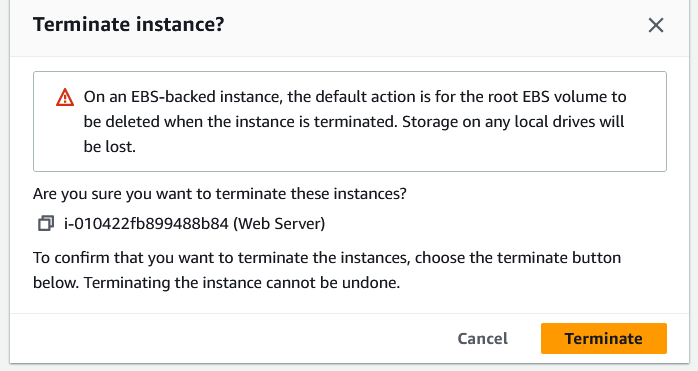 Terminate instance?
On an EBS-backed instance, the default action is for the root EBS volume to
be deleted when the instance is terminated. Storage on any local drives will
be lost.
Are you sure you want to terminate these instances?
i-010422fb899488b84 (Web Server)
To confirm that you want to terminate the instances, choose the terminate button
below. Terminating the instance cannot be undone.
Cancel
Terminate